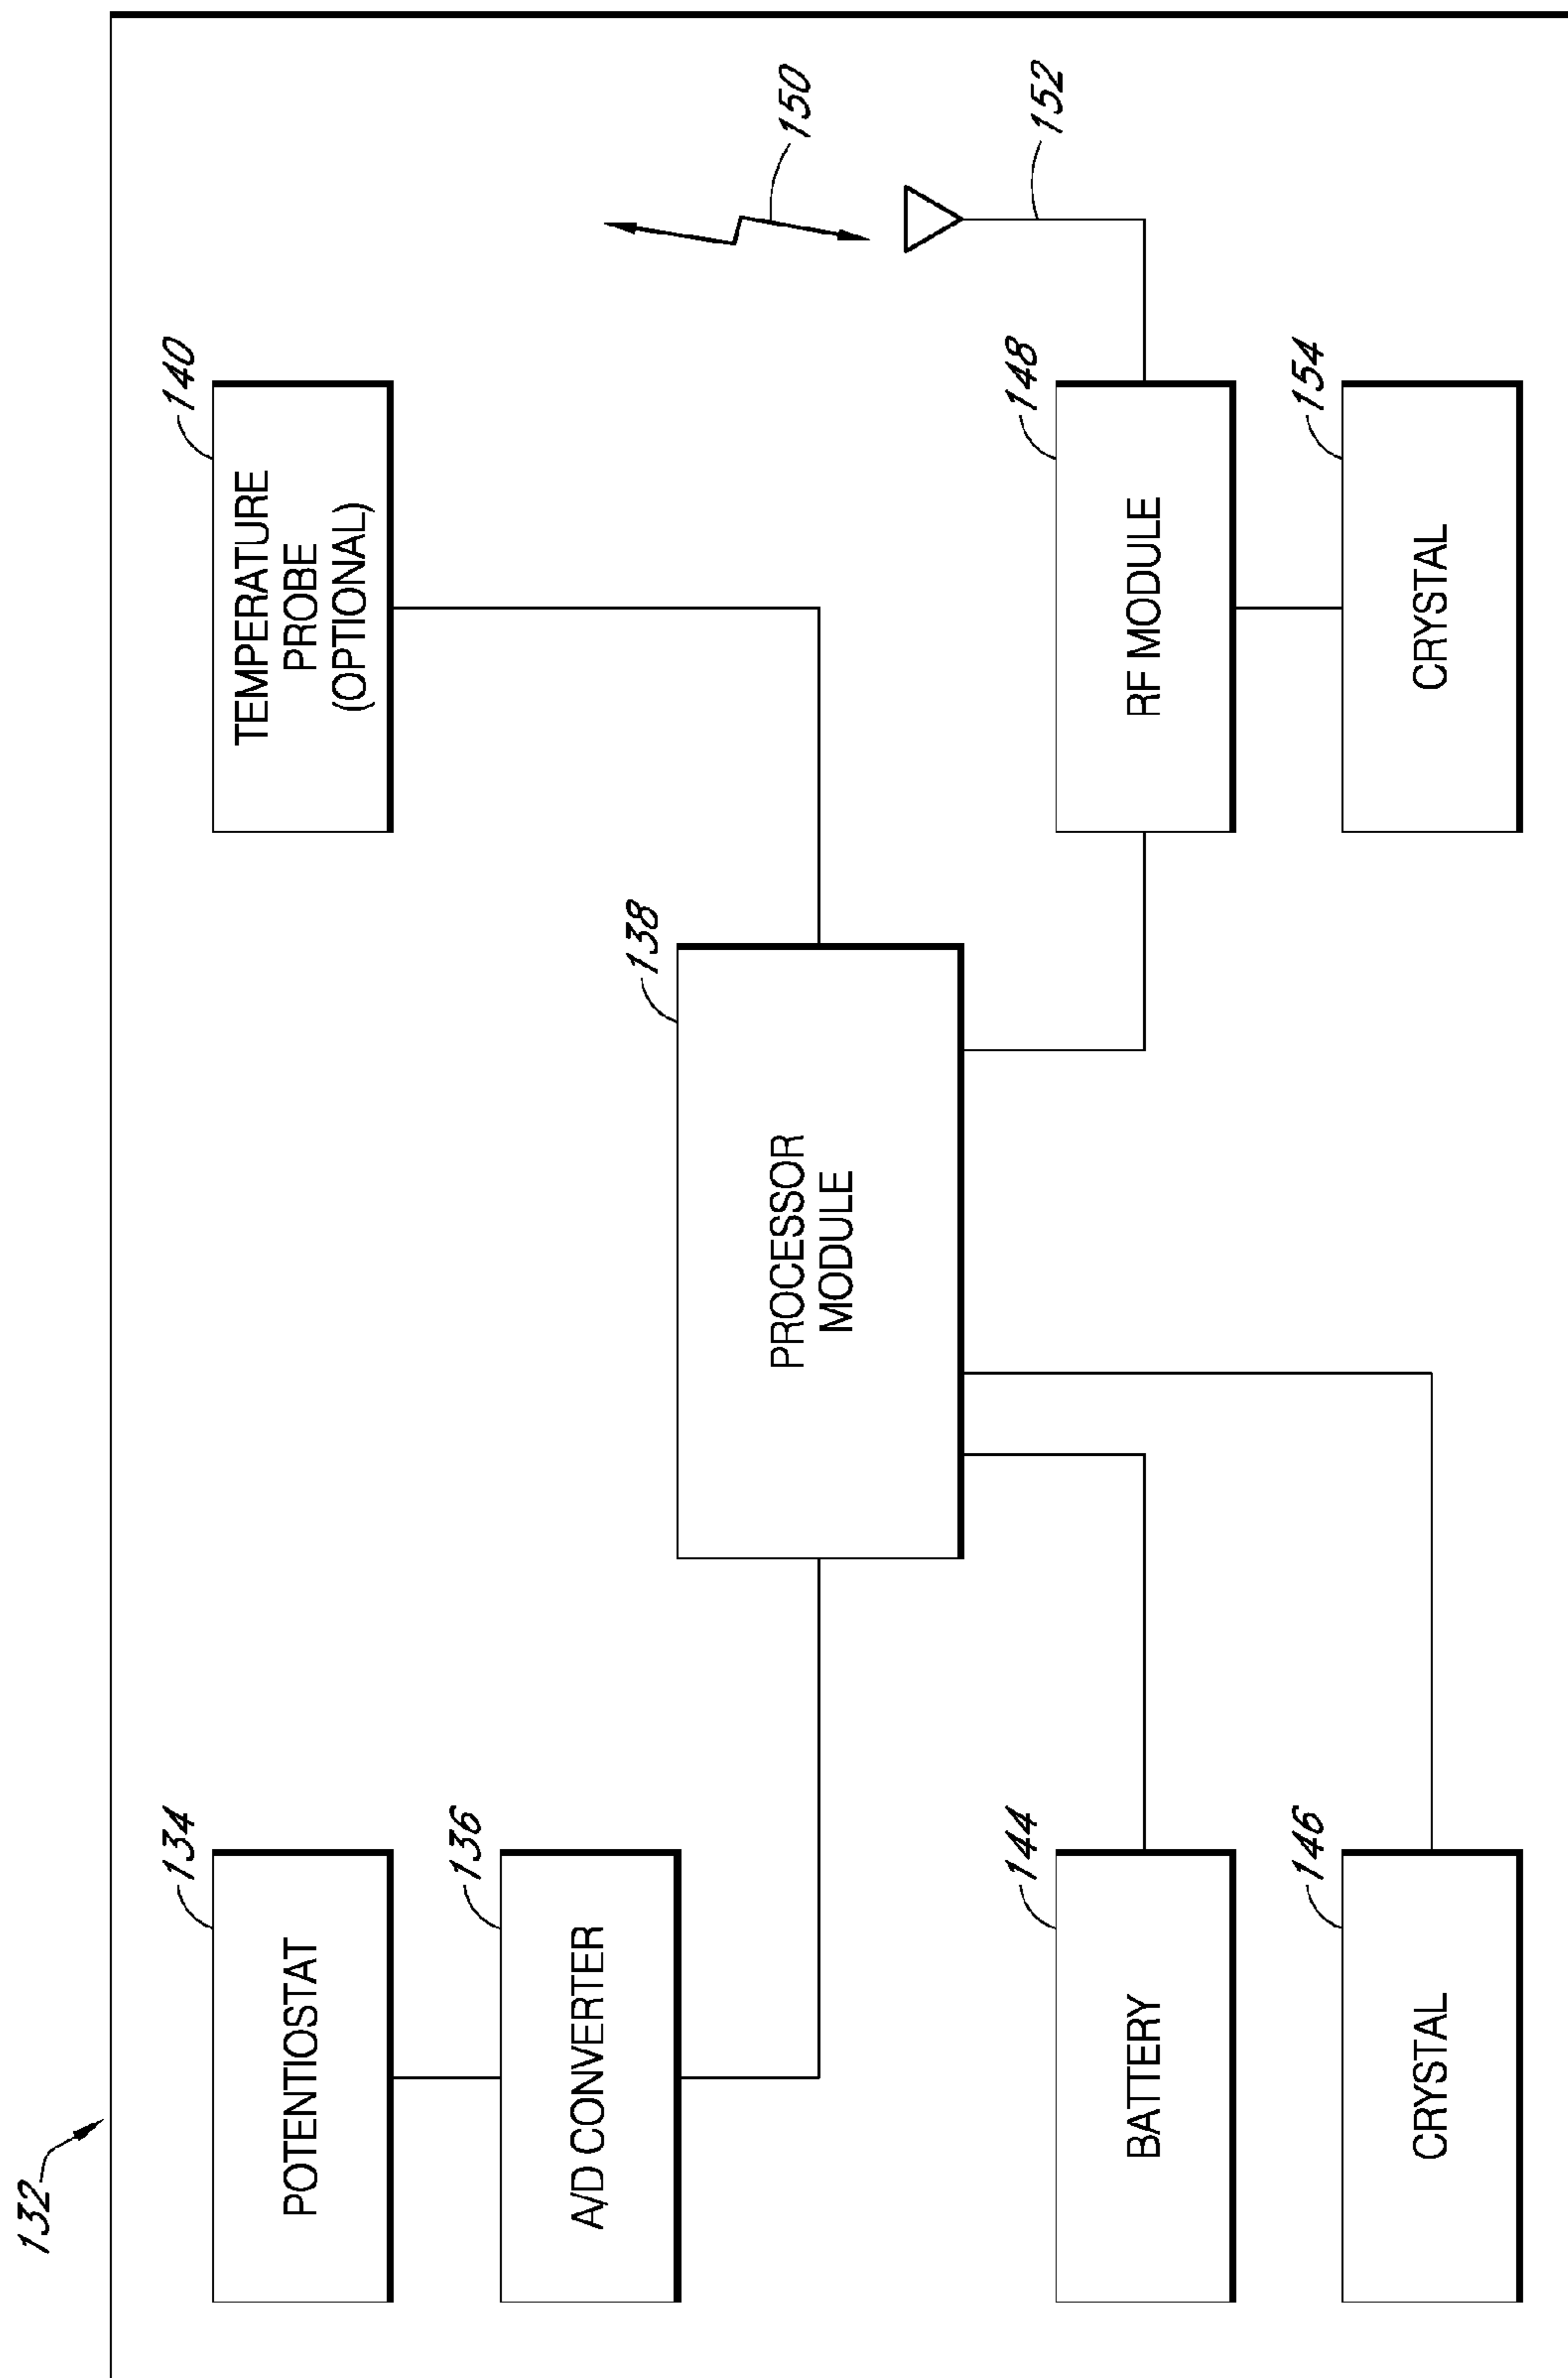 132
134
POTENTIOSTAT
136
A/D CONVERTER
144
BATTERY
146
CRYSTAL
138
PROCESSOR
MODULE
140
TEMPERATURE
PROBE
(OPTIONAL)
148
RF MODULE
154
CRYSTAL
150
152